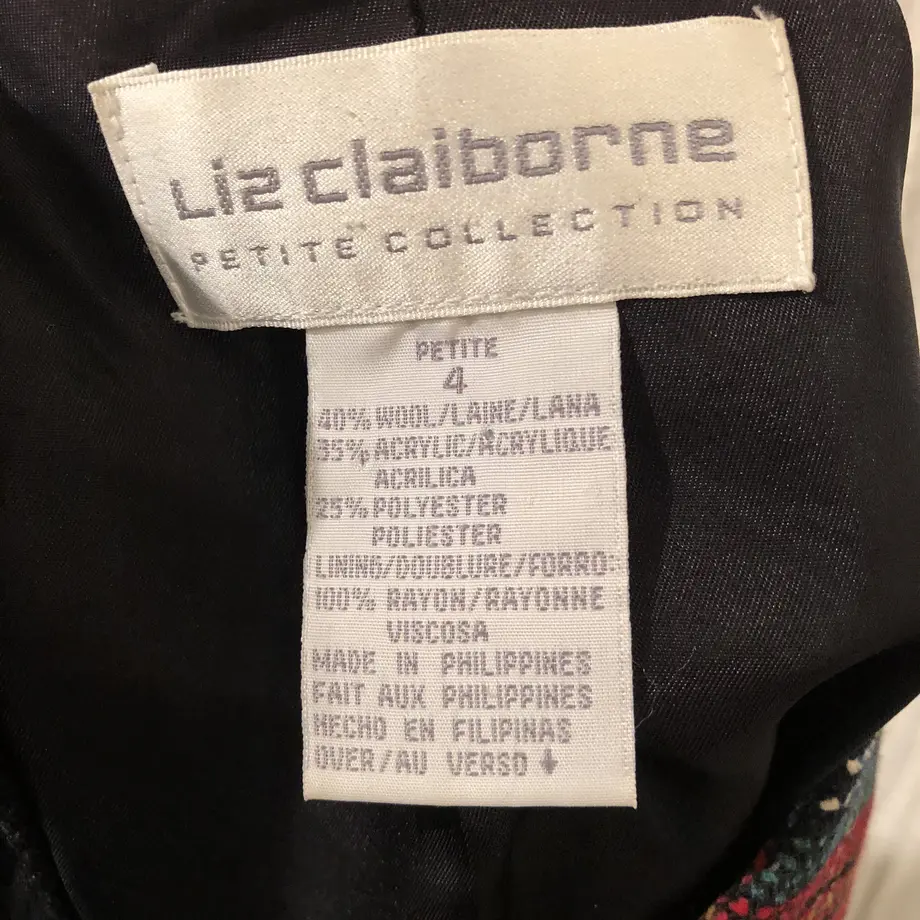 Liz claiborne
PETITE COLLECTION
PETITE
4
40% WOOL/LAINE/LANA
35% ACRYLIC/ACRYLIQUE
ACRILICA
25% POLYESTER
POLIESTER
LINING/DOUBLURE/FORRO:
100% RAYON/RAYONNE
VISCOSA
MADE IN PHILIPPINES
FAIT AUX PHILIPPINES
HECHO EN FILIPINAS
OVER/AU VERSO ↓